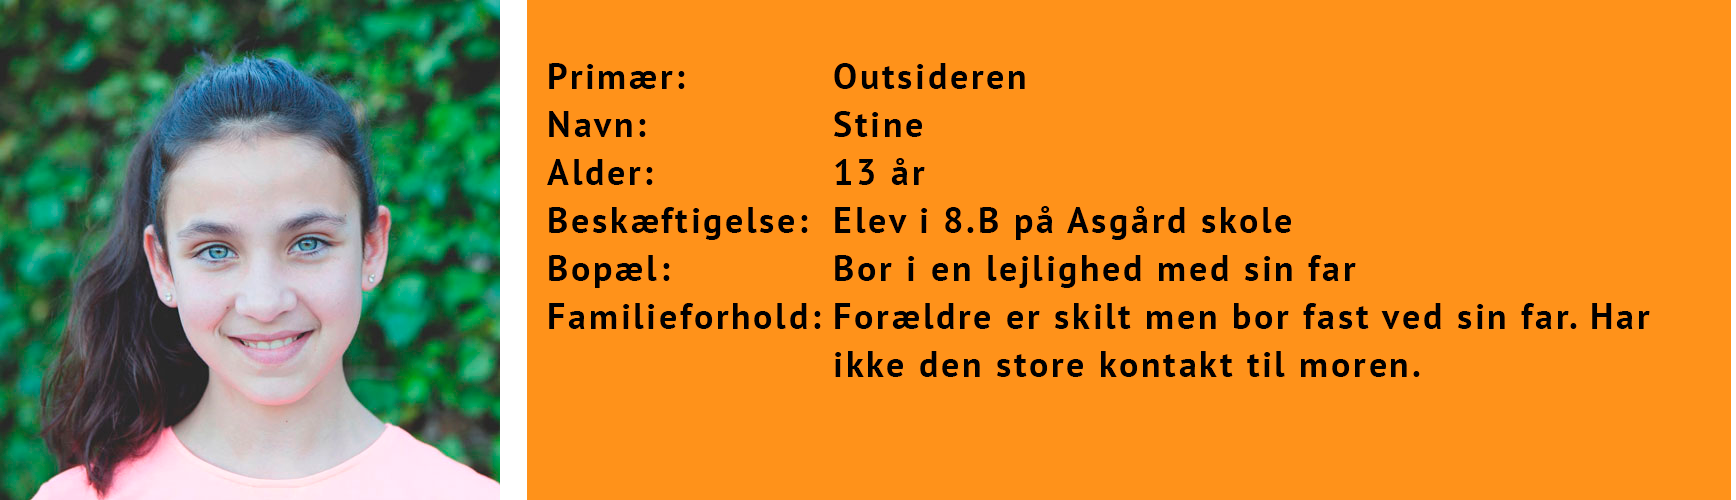 Primær: Outsideren
Navn: Stine
Alder: 13 år
Beskæftigelse: Elev i 8.B på Asgård skole
Bopæl: Bor i en lejlighed med sin far
Familieforhold: Forældre er skilt men bor fast ved sin far. Har
ikke den store kontakt til moren.